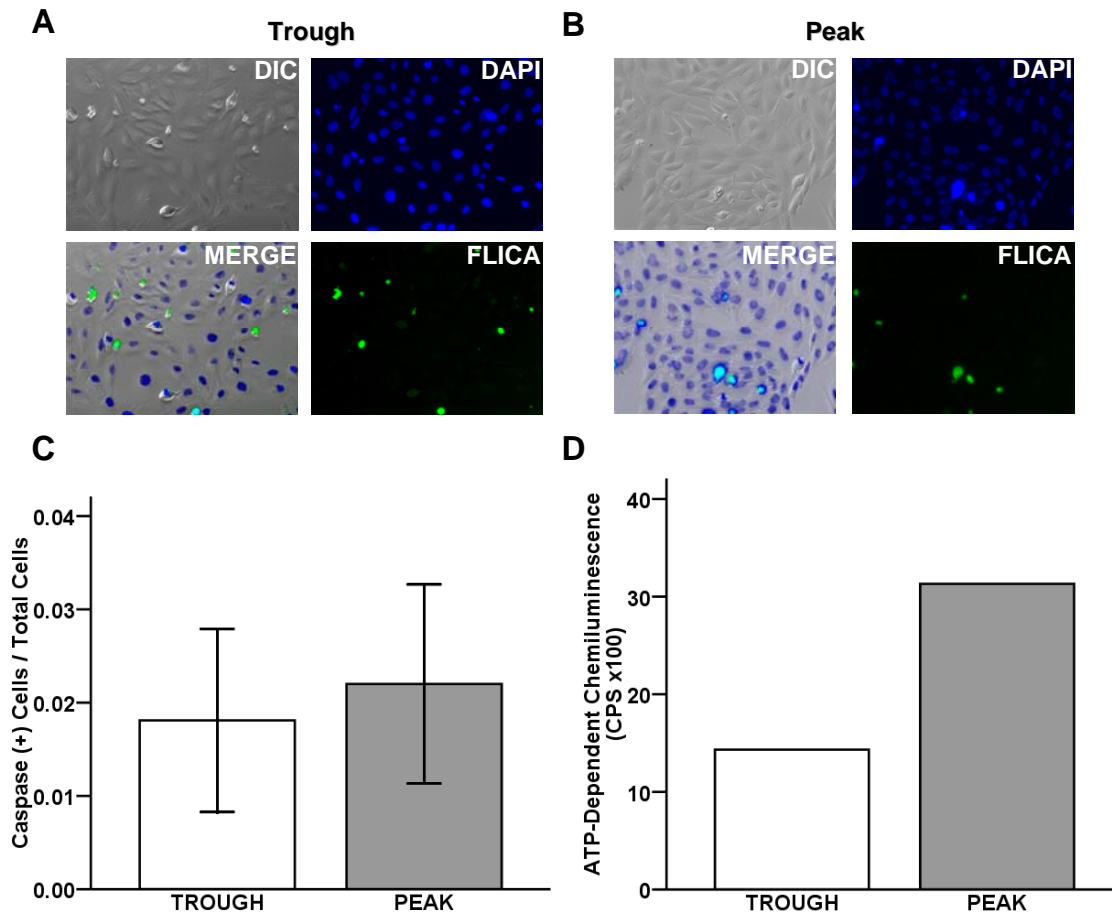 A
Trough
B
Peak
DIC
DAPI
DIC
DAPI
MERGE
FLICA
MERGE
FLICA
C
Caspase (+) Cells / Total Cells
0.04
0.03
0.02
0.01
0.00
TROUGH
PEAK
D
ATP-Dependent Chemiluminescence
(CPS x100)
40
30
20
10
0
TROUGH
PEAK